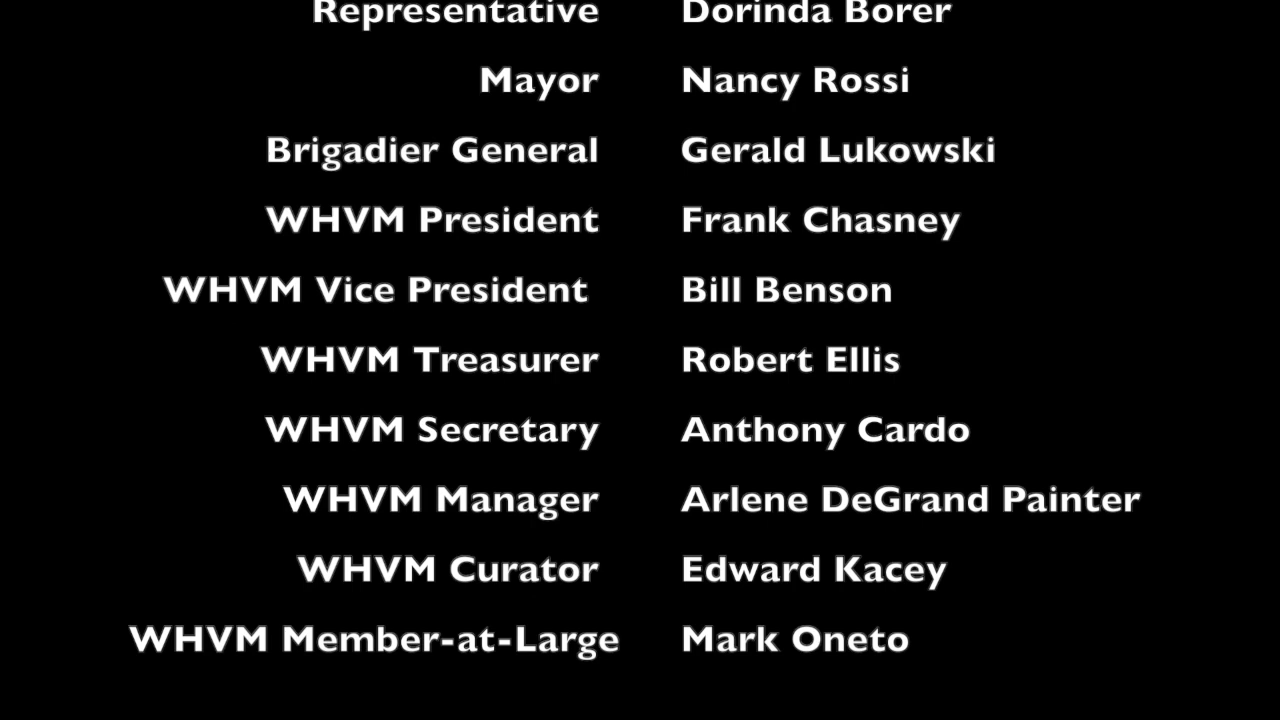 Representative Dorinda Borer
Mayor Nancy Rossi
Brigadier General Gerald Lukowski
WHVM President Frank Chasney
WHVM Vice President Bill Benson
WHVM Treasurer Robert Ellis
WHVM Secretary Anthony Cardo
WHVM Manager Arlene DeGrand Painter
WHVM Curator Edward Kacey
WHVM Member-at-Large Mark Oneto